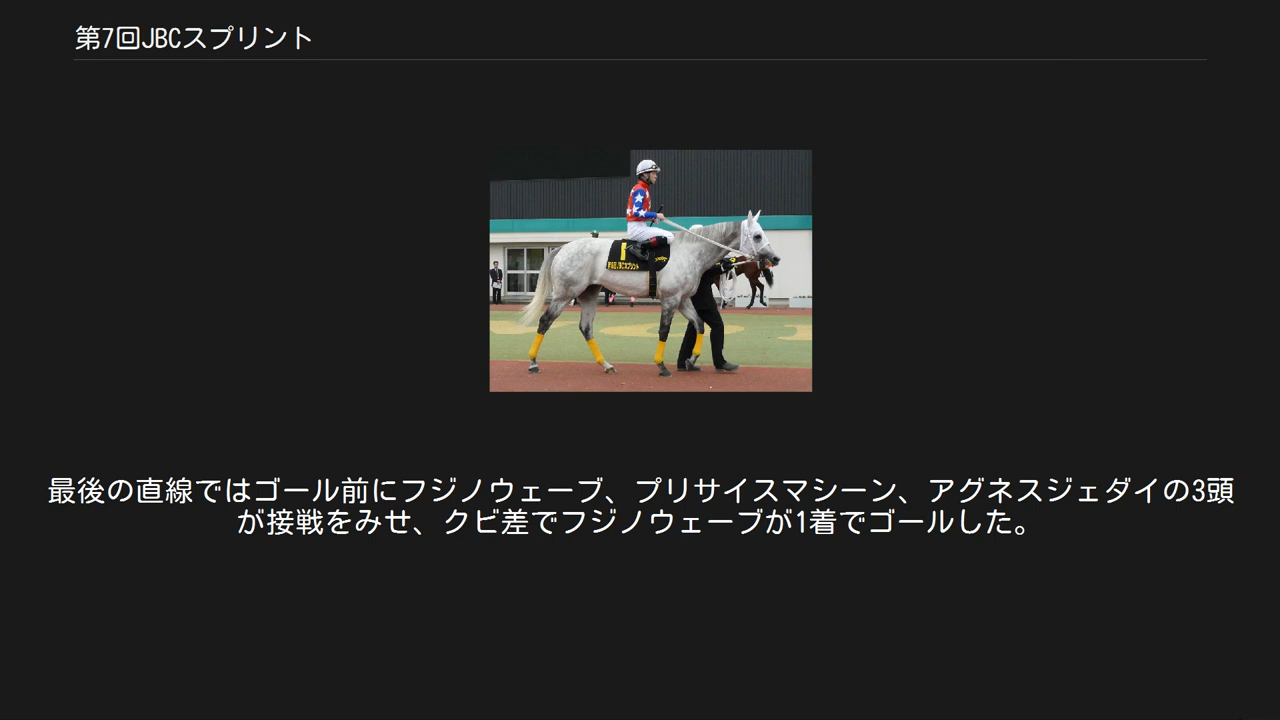 第7回JBCスプリント
1
最後の直線ではゴール前にフジノウェーブ、プリサイスマシーン、アグネスジェダイの3頭
が接戦をみせ、クビ差でフジノウェーブが1着でゴールした。